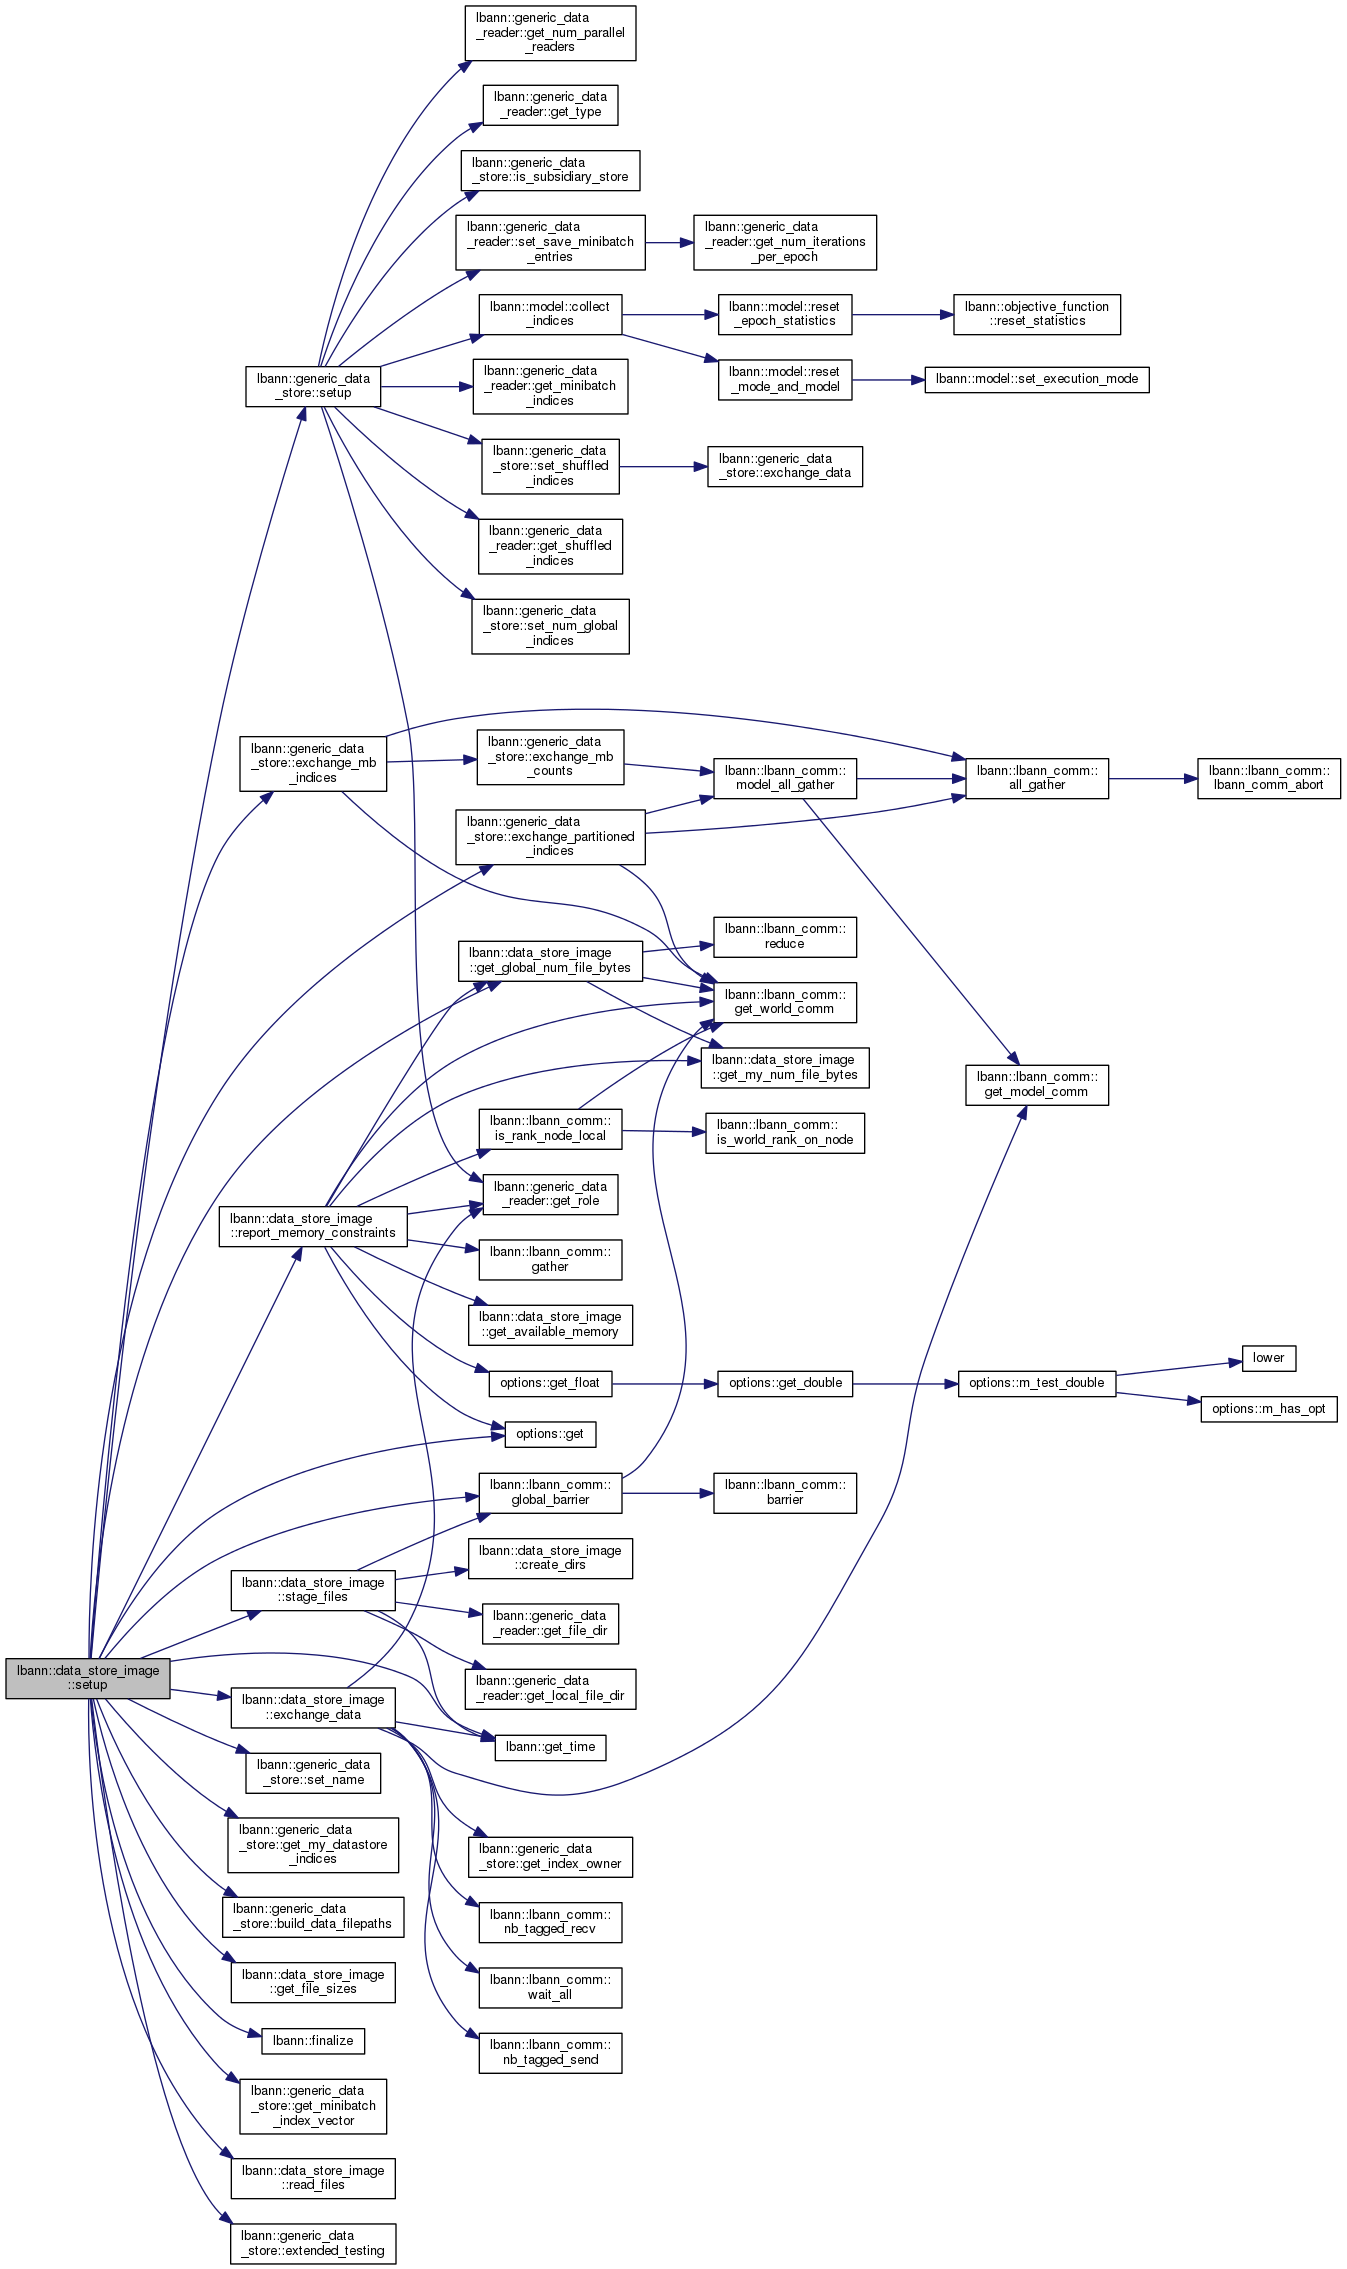 lbann::generic_data
_reader::get_num_parallel
_readers
lbann::generic_data
_reader::get_type
lbann::generic_data
_store::is_subsidiary_store
lbann::generic_data
_reader::set_save_minibatch
_entries
lbann::generic_data
_reader::get_num_iterations
_per_epoch
lbann::model::collect
_indices
lbann::model::reset
_epoch_statistics
lbann::objective_function
::reset_statistics
lbann::generic_data
_store::setup
lbann::generic_data
_reader::get_minibatch
_indices
lbann::model::reset
_mode_and_model
lbann::model::set_execution_mode
lbann::generic_data
_store::set_shuffled
_indices
lbann::generic_data
_store::exchange_data
lbann::generic_data
_reader::get_shuffled
_indices
lbann::generic_data
_store::set_num_global
_indices
lbann::generic_data
_store::exchange_mb
_indices
lbann::generic_data
_store::exchange_mb
_counts
lbann::lbann_comm::
model_all_gather
lbann::lbann_comm::
all_gather
lbann::lbann_comm::
lbann_comm_abort
lbann::generic_data
_store::exchange_partitioned
_indices
lbann::lbann_comm::
reduce
lbann::data_store_image
::get_global_num_file_bytes
lbann::lbann_comm::
get_world_comm
lbann::data_store_image
::get_my_num_file_bytes
lbann::lbann_comm::
get_model_comm
lbann::lbann_comm::
is_rank_node_local
lbann::lbann_comm::
is_world_rank_on_node
lbann::generic_data
_reader::get_role
lbann::data_store_image
::report_memory_constraints
lbann::lbann_comm::
gather
lbann::data_store_image
::get_available_memory
options::get_float
options::get_double
options::m_test_double
lower
options::m_has_opt
options::get
lbann::lbann_comm::
global_barrier
lbann::lbann_comm::
barrier
lbann::data_store_image
::create_dirs
lbann::data_store_image
::stage_files
lbann::generic_data
_reader::get_file_dir
lbann::data_store_image
::setup
lbann::generic_data
_reader::get_local_file_dir
lbann::data_store_image
::exchange_data
lbann::get_time
lbann::generic_data
_store::set_name
lbann::generic_data
_store::get_my_datastore
_indices
lbann::generic_data
_store::get_index_owner
lbann::generic_data
_store::build_data_filepaths
lbann::lbann_comm::
nb_tagged_recv
lbann::data_store_image
::get_file_sizes
lbann::lbann_comm::
wait_all
lbann::finalize
lbann::lbann_comm::
nb_tagged_send
lbann::generic_data
_store::get_minibatch
_index_vector
lbann::data_store_image
::read_files
lbann::generic_data
_store::extended_testing